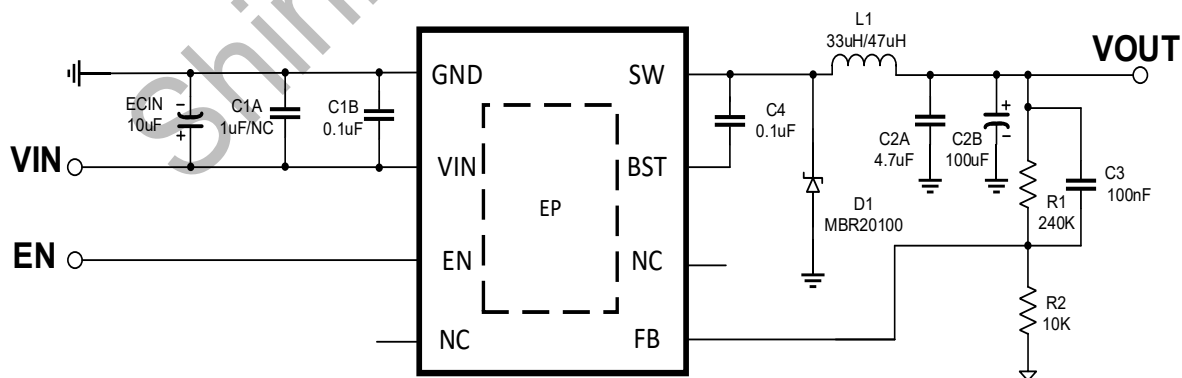 L1
33uH/47uH
VOUT
GND
SW
ECIN
10uF
C1A
1uF/NC
C1B
0.1uF
C4
0.1uF
C2A
4.7uF
C2B
100uF
VIN
VIN
BST
EP
D1
MBR20100
R1
240K
C3
100nF
EN
EN
NC
NC
FB
R2
10K